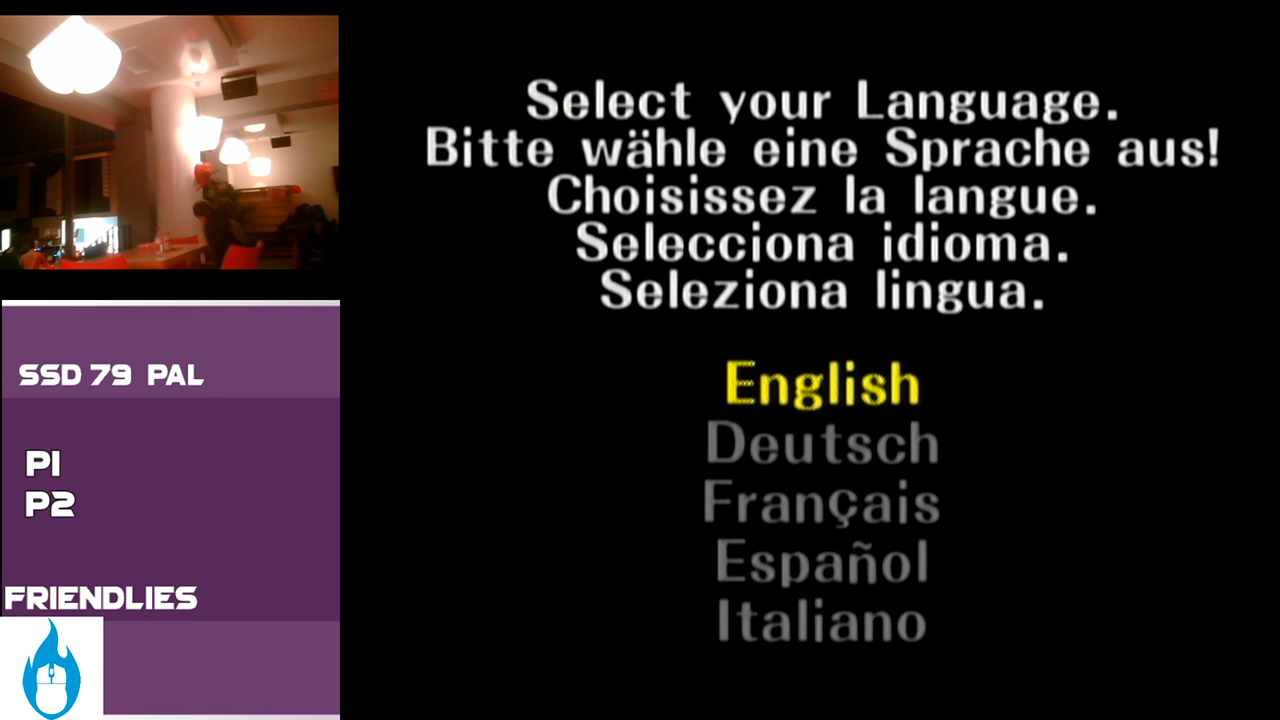 SSD 79 PAL
P1
P2
FRIENDLIES
Select your Language.
Bitte wähle eine Sprache aus!
Choisissez la langue.
Selecciona idioma.
Seleziona lingua.
English
Deutsch
Français
Español
Italiano